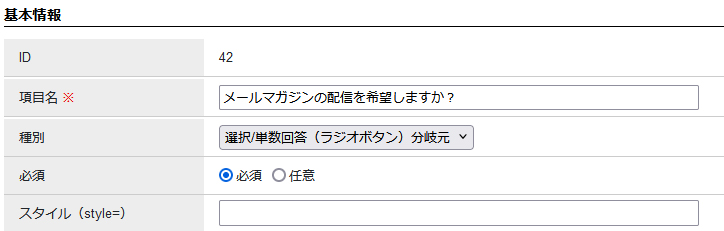 基本情報
ID 42
項目名 ※ メールマガジンの配信を希望しますか？
種別 選択/単数回答（ラジオボタン）分岐元
必須 必須 任意
スタイル（style=）